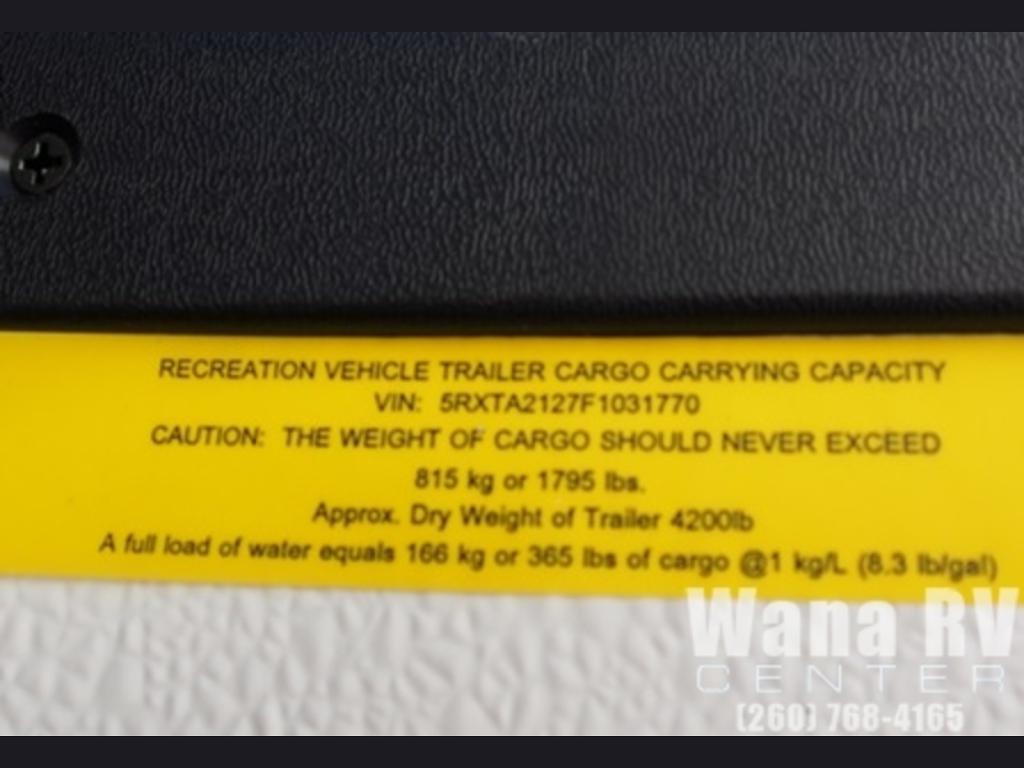 RECREATION VEHICLE TRAILER CARGO CARRYING CAPACITY
VIN: 5RXTA2127F1031770
CAUTION: THE WEIGHT OF CARGO SHOULD NEVER EXCEED
815 kg or 1795 lbs.
Approx. Dry Weight of Trailer 4200lb
A full load of water equals 166 kg or 365 lbs of cargo @1 kg/L (8.3 lb/gal)
Wana RV
CENTER
(260) 768-4165